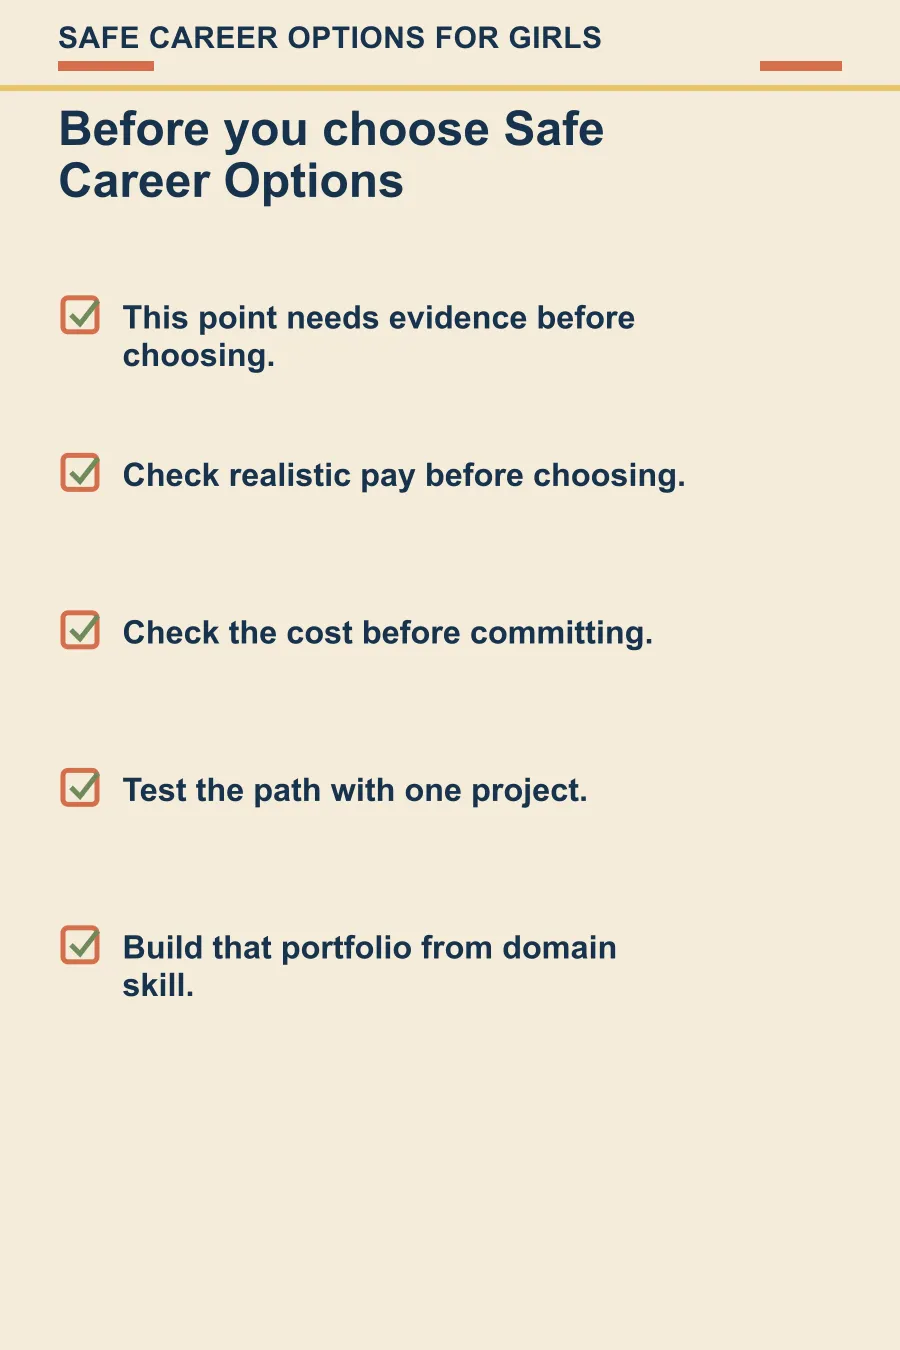 SAFE CAREER OPTIONS FOR GIRLS
Before you choose Safe
Career Options
This point needs evidence before
choosing.
Check realistic pay before choosing.
Check the cost before committing.
Test the path with one project.
Build that portfolio from domain
skill.